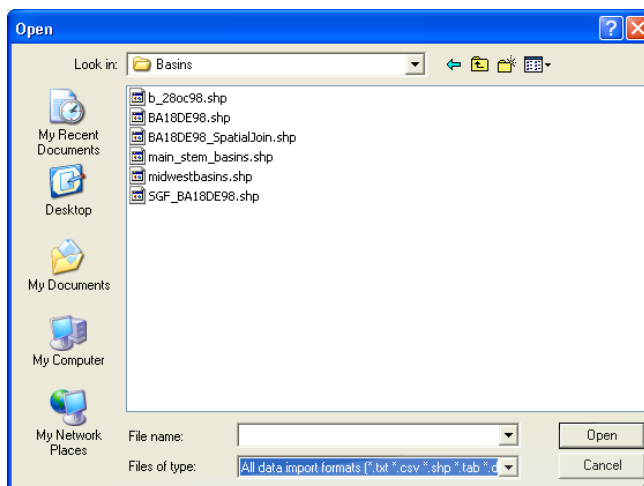 Open
Look in:
Basins
My Recent
Documents
Desktop
My Documents
My Computer
My Network
Places
b_28oc98.shp
BA18DE98.shp
BA18DE98_SpatialJoin.shp
main_stem_basins.shp
midwestbasins.shp
SGF_BA18DE98.shp
File name:
Open
Files of type:
All data import formats (*.txt *.csv *.shp *.tab *.d
Cancel